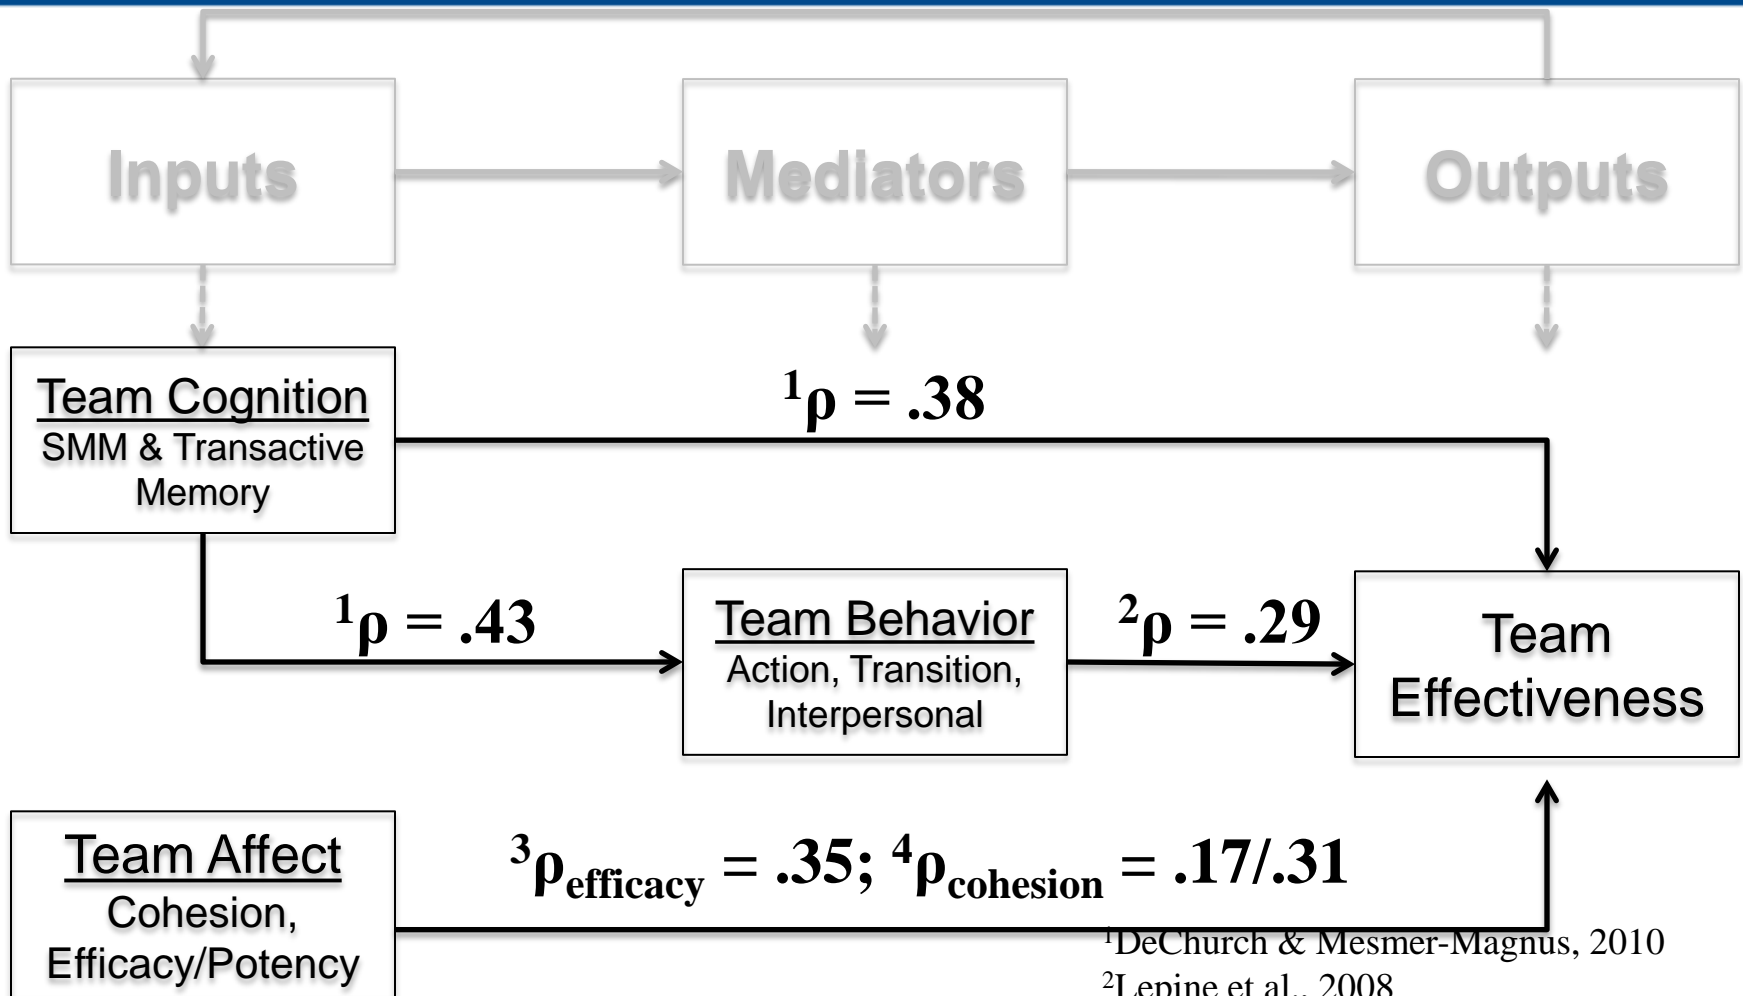 Inputs
Mediators
Outputs
Team Cognition
SMM & Transactive
Memory
¹ρ = .38
¹ρ = .43
Team Behavior
Action, Transition,
Interpersonal
²ρ = .29
Team
Effectiveness
Team Affect
Cohesion,
Efficacy/Potency
³ρefficacy = .35; ⁴ρcohesion = .17/.31
¹DeChurch & Mesmer-Magnus, 2010
²Lepine et al., 2008